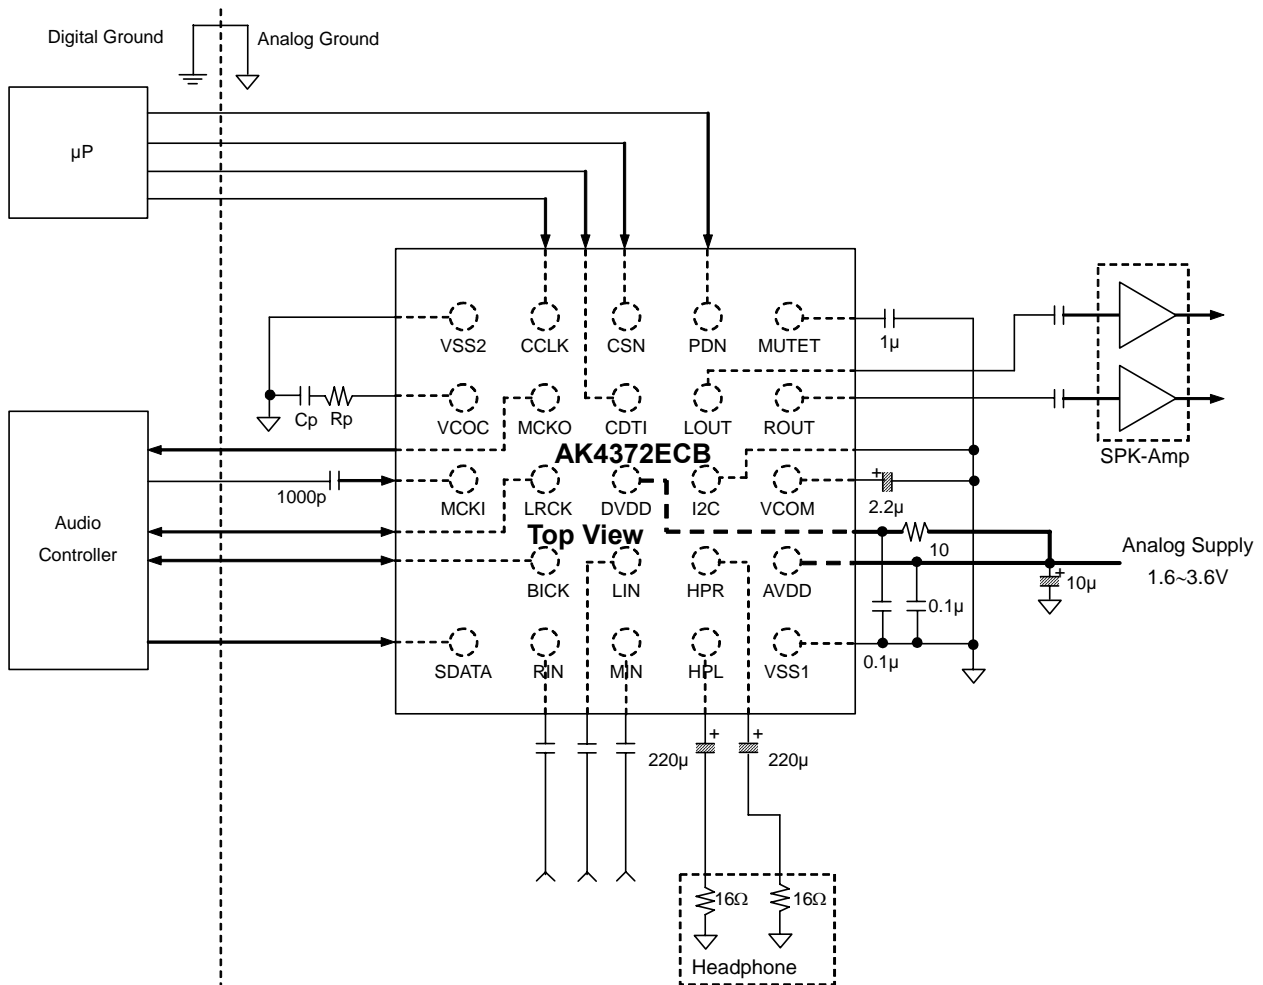 Digital Ground
Analog Ground
µP
VSS2
CCLK
CSN
PDN
MUTET
1µ
Cp
Rp
VCOC
MCKO
CDTI
LOUT
ROUT
SPK-Amp
AK4372ECB
1000p
MCKI
LRCK
DVDD
I2C
VCOM
+
2.2µ
Audio
Controller
Top View
10
Analog Supply
1.6~3.6V
BICK
LIN
HPR
AVDD
0.1µ
+
10µ
SDATA
RIN
MIN
HPL
VSS1
0.1µ
+
+
220µ
220µ
16Ω
16Ω
Headphone